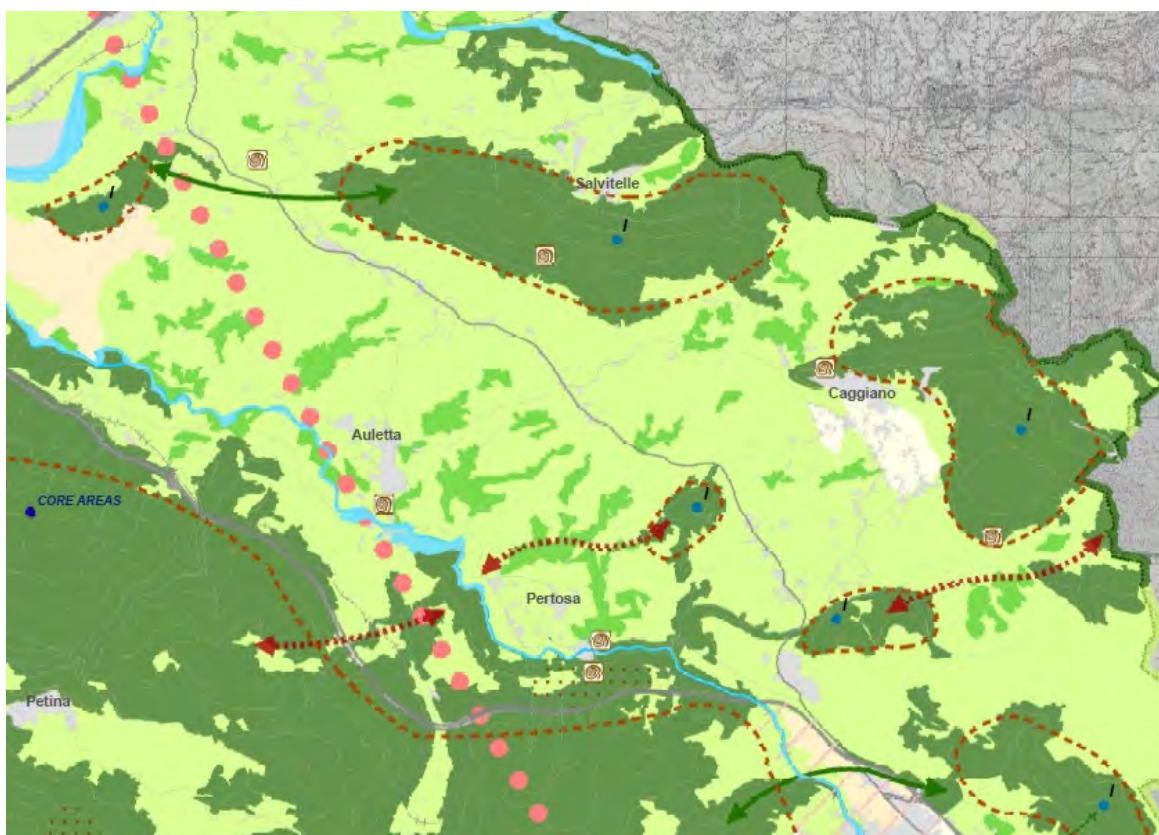 I
Salvitelle
I
Caggiano
I
Auletta
CORE AREAS
I
Pertosa
I
Petina
I